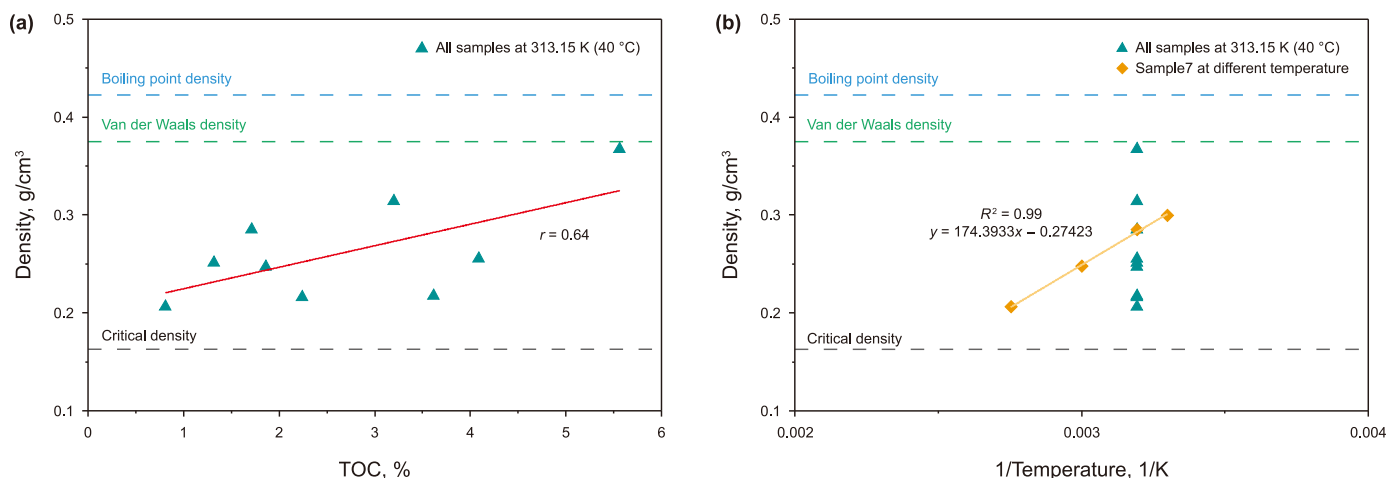 (a)
0.5
0.4
0.3
0.2
0.1
Density, g/cm³
All samples at 313.15 K (40 °C)
Boiling point density
Van der Waals density
r = 0.64
Critical density
0 1 2 3 4 5 6
TOC, %
(b)
0.5
0.4
0.3
0.2
0.1
Density, g/cm³
All samples at 313.15 K (40 °C)
Sample7 at different temperature
Boiling point density
Van der Waals density
R² = 0.99
y = 174.3933x − 0.27423
Critical density
0.002 0.003 0.004
1/Temperature, 1/K